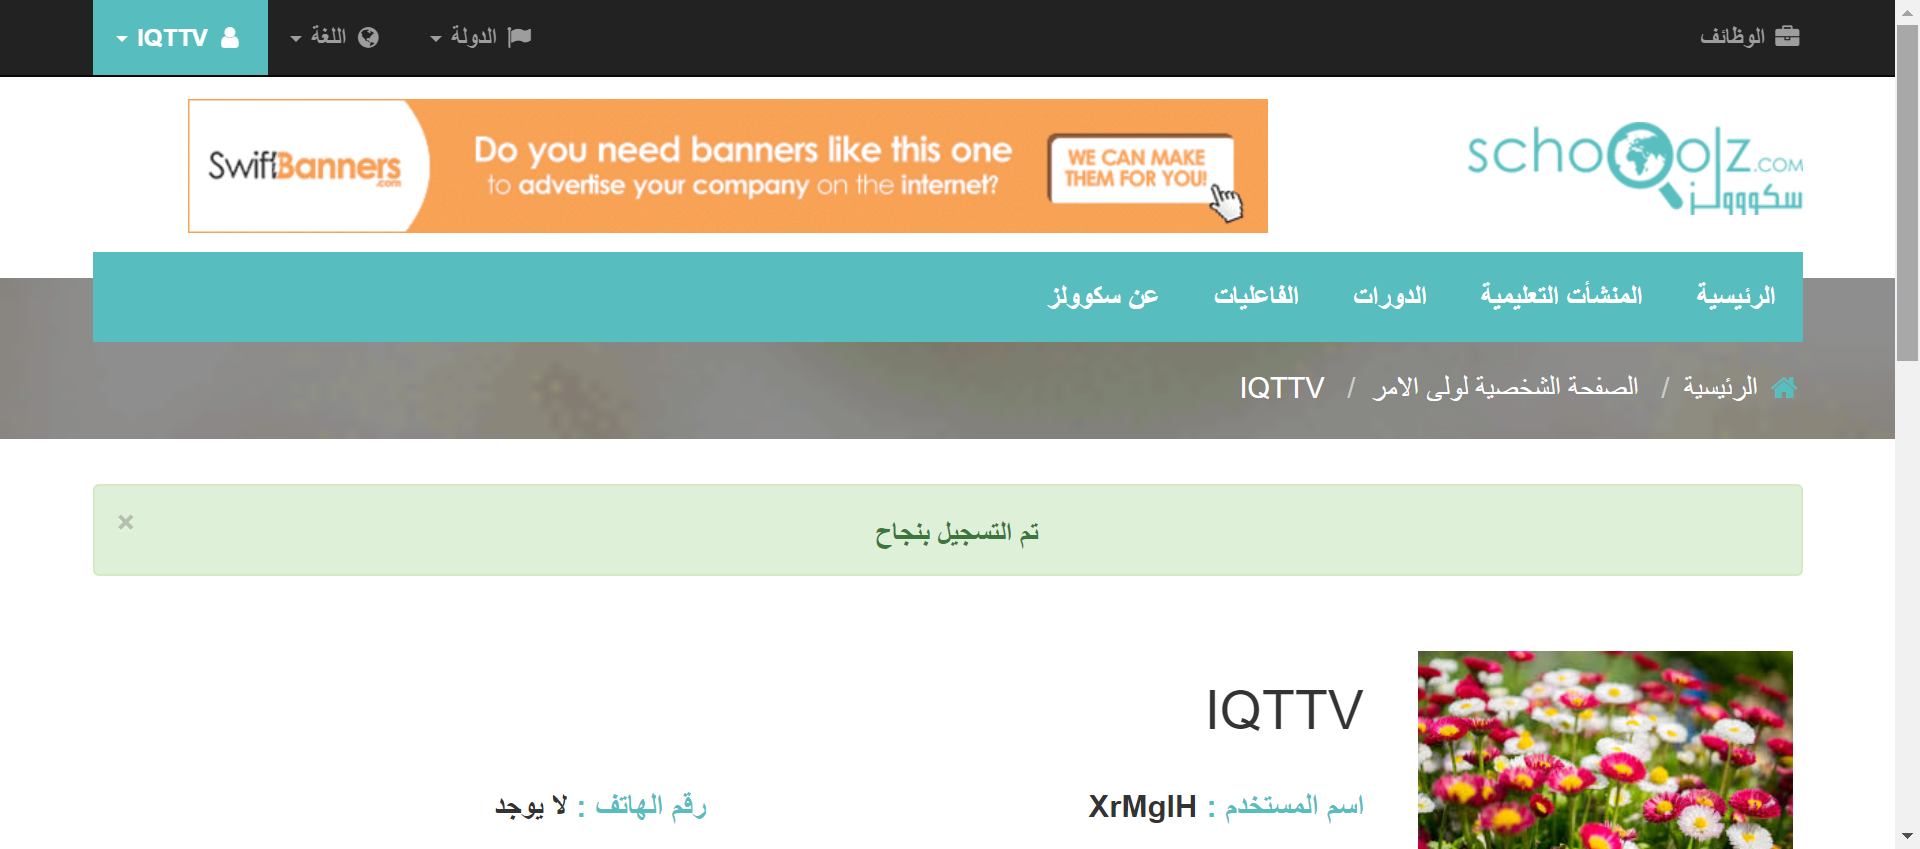 الوظائف
الدولة
اللغة
IQTTV
schoolz.com
سكووولز
SwiftBanners.com
Do you need banners like this one
to advertise your company on the internet?
WE CAN MAKE
THEM FOR YOU!
الرئيسية
المنشأت التعليمية
الدورات
الفاعليات
عن سكوولز
الرئيسية / الصفحة الشخصية لولى الامر / IQTTV
تم التسجيل بنجاح
×
IQTTV
اسم المستخدم : XrMglH
رقم الهاتف : لا يوجد